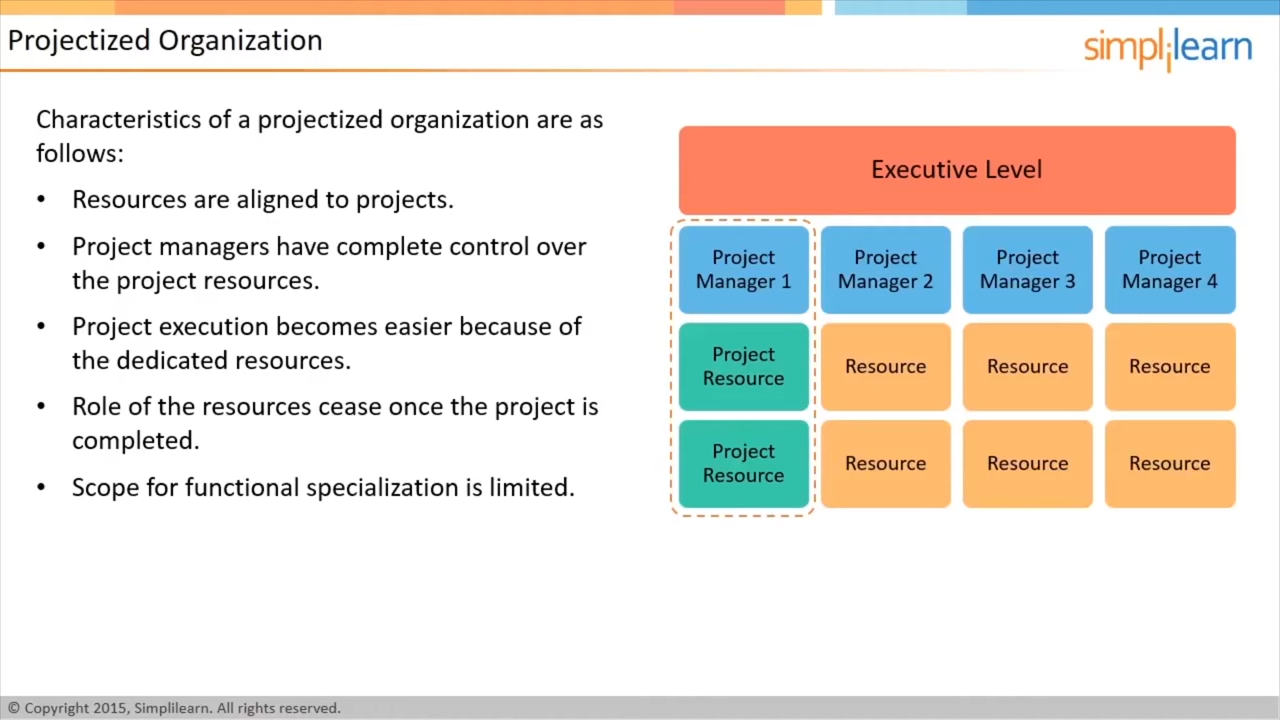 Projectized Organization
simplilearn
Characteristics of a projectized organization are as
follows:
• Resources are aligned to projects.
• Project managers have complete control over
the project resources.
• Project execution becomes easier because of
the dedicated resources.
• Role of the resources cease once the project is
completed.
• Scope for functional specialization is limited.
Executive Level
Project
Manager 1
Project
Manager 2
Project
Manager 3
Project
Manager 4
Project
Resource
Resource
Resource
Resource
Project
Resource
Resource
Resource
Resource
© Copyright 2015, Simplilearn. All rights reserved.